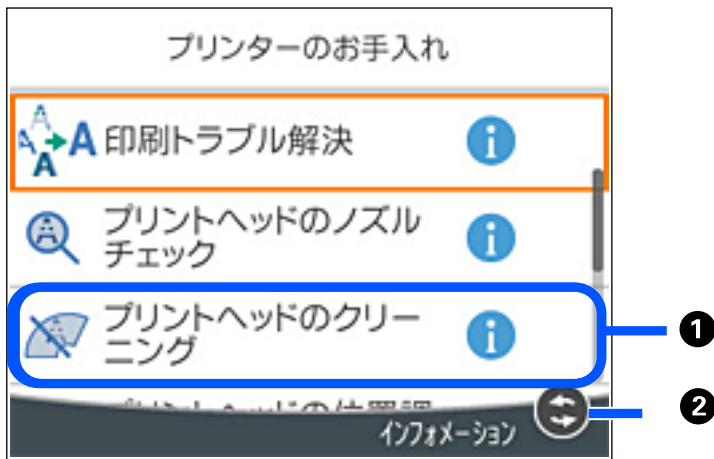 プリンターのお手入れ
印刷トラブル解決
プリントヘッドのノズル
チェック
プリントヘッドのクリー
ニング
インフォメーション
1
2